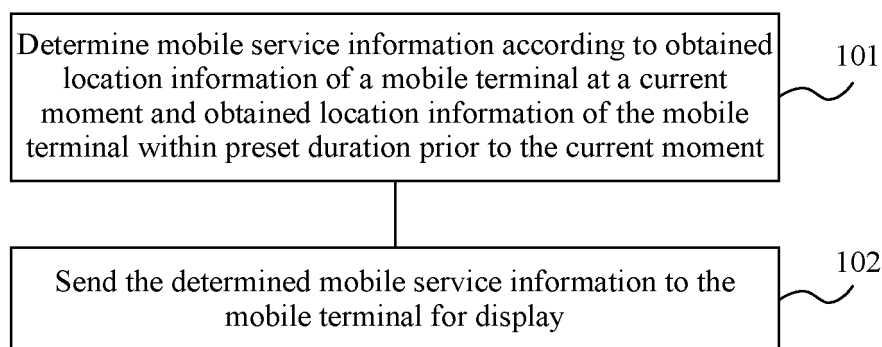 Determine mobile service information according to obtained
location information of a mobile terminal at a current
moment and obtained location information of the mobile
terminal within preset duration prior to the current moment
101
Send the determined mobile service information to the
mobile terminal for display
102